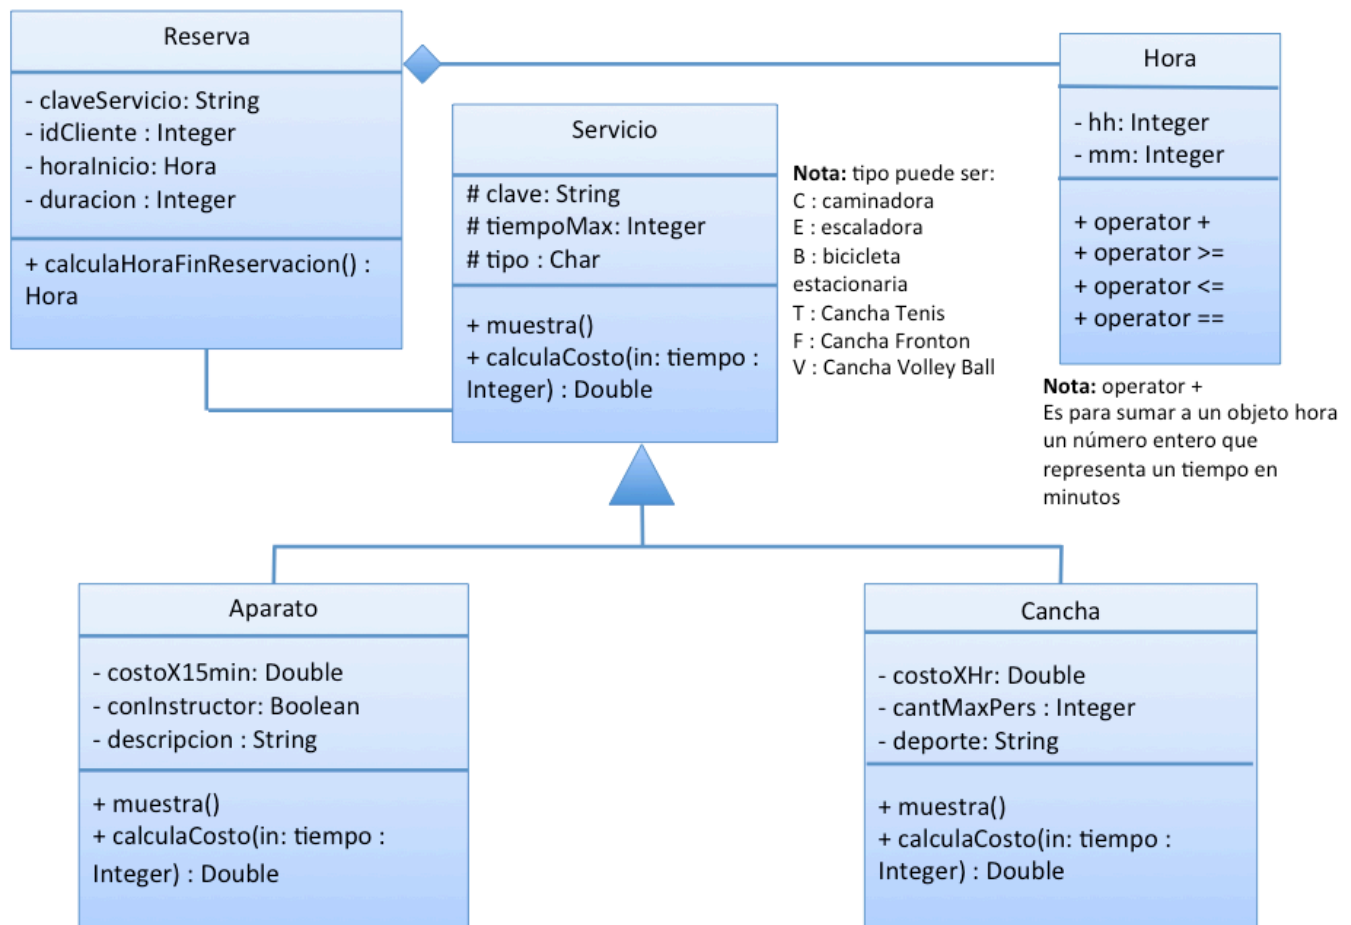 Reserva
- claveServicio: String
- idCliente : Integer
- horaInicio: Hora
- duracion : Integer
+ calculaHoraFinReservacion() :
Hora
Servicio
# clave: String
# tiempoMax: Integer
# tipo : Char
+ muestra()
+ calculaCosto(in: tiempo :
Integer) : Double
Nota: tipo puede ser:
C : caminadora
E : escaladora
B : bicicleta
estacionaria
T : Cancha Tenis
F : Cancha Fronton
V : Cancha Volley Ball
Hora
- hh: Integer
- mm: Integer
+ operator +
+ operator >=
+ operator <=
+ operator ==
Nota: operator +
Es para sumar a un objeto hora
un número entero que
representa un tiempo en
minutos
Aparato
- costoX15min: Double
- conInstructor: Boolean
- descripcion : String
+ muestra()
+ calculaCosto(in: tiempo :
Integer) : Double
Cancha
- costoXHr: Double
- cantMaxPers : Integer
- deporte: String
+ muestra()
+ calculaCosto(in: tiempo :
Integer) : Double